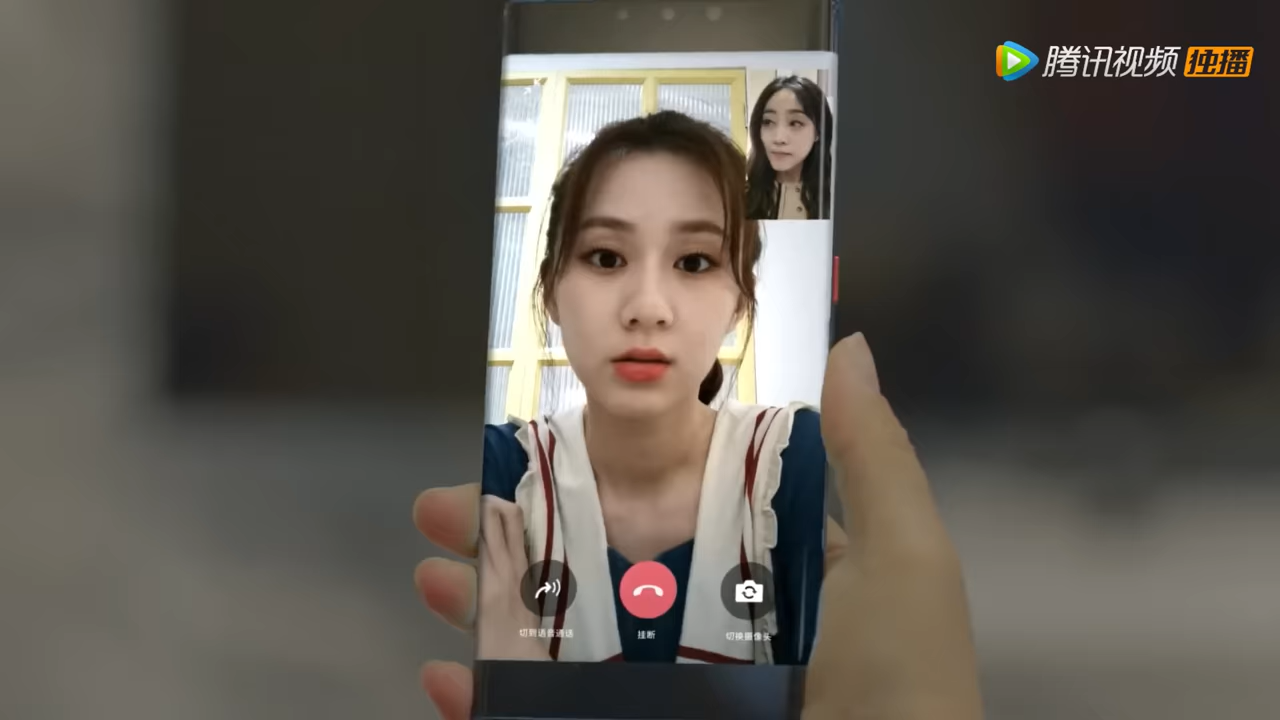 腾讯视频 独播
切到语音通话
挂断
切换摄像头